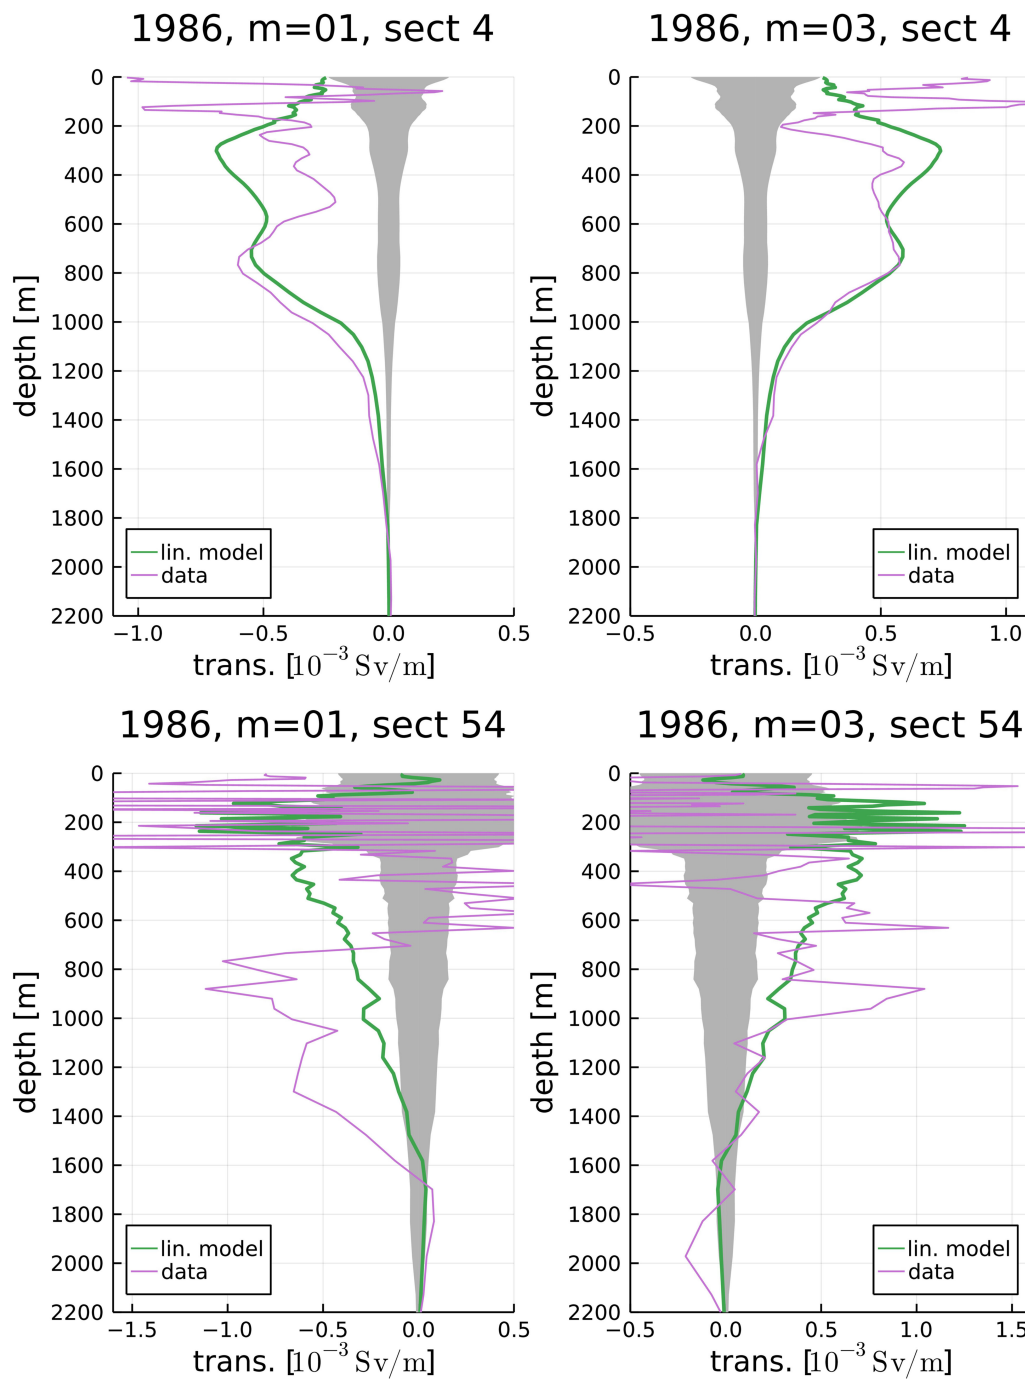 1986, m=01, sect 4
0
200
400
600
800
1000
1200
1400
1600
1800
2000
2200
depth [m]
lin. model
data
−1.0 −0.5 0.0 0.5
trans. [10⁻³ Sv/m]
1986, m=03, sect 4
0
200
400
600
800
1000
1200
1400
1600
1800
2000
2200
depth [m]
lin. model
data
−0.5 0.0 0.5 1.0
trans. [10⁻³ Sv/m]
1986, m=01, sect 54
0
200
400
600
800
1000
1200
1400
1600
1800
2000
2200
depth [m]
lin. model
data
−1.5 −1.0 −0.5 0.0 0.5
trans. [10⁻³ Sv/m]
1986, m=03, sect 54
0
200
400
600
800
1000
1200
1400
1600
1800
2000
2200
depth [m]
lin. model
data
−0.5 0.0 0.5 1.0 1.5
trans. [10⁻³ Sv/m]